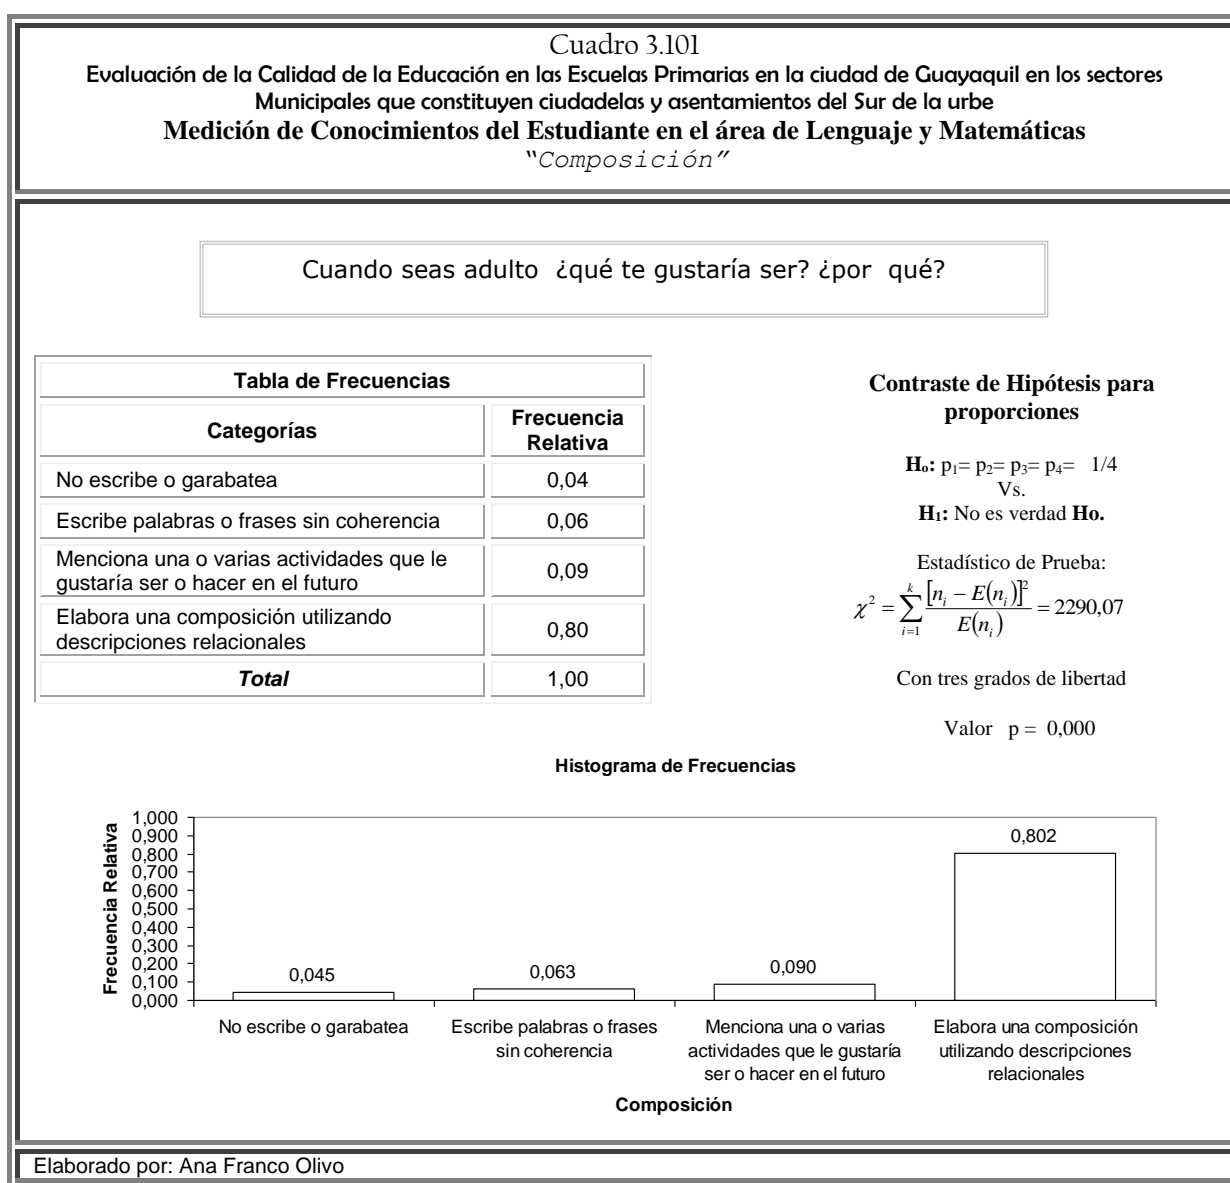 Cuadro 3.101
Evaluación de la Calidad de la Educación en las Escuelas Primarias en la ciudad de Guayaquil en los sectores
Municipales que constituyen ciudadelas y asentamientos del Sur de la urbe
Medición de Conocimientos del Estudiante en el área de Lenguaje y Matemáticas
"Composición"
Cuando seas adulto ¿qué te gustaría ser? ¿por qué?
Tabla de Frecuencias
Categorías
Frecuencia
Relativa
No escribe o garabatea 0,04
Escribe palabras o frases sin coherencia 0,06
Menciona una o varias actividades que le
gustaría ser o hacer en el futuro
0,09
Elabora una composición utilizando
descripciones relacionales
0,80
Total 1,00
Contraste de Hipótesis para
proporciones
Ho: p1= p2= p3= p4= 1/4
Vs.
H1: No es verdad Ho.
Estadístico de Prueba:
χ² = ∑_{i=1}^{k} [n_i − E(n_i)]² / E(n_i) = 2290,07
Con tres grados de libertad
Valor p = 0,000
Histograma de Frecuencias
Frecuencia Relativa
1,000
0,900
0,800
0,700
0,600
0,500
0,400
0,300
0,200
0,100
0,000
0,045
0,063
0,090
0,802
No escribe o garabatea
Escribe palabras o frases
sin coherencia
Menciona una o varias
actividades que le gustaría
ser o hacer en el futuro
Elabora una composición
utilizando descripciones
relacionales
Composición
Elaborado por: Ana Franco Olivo